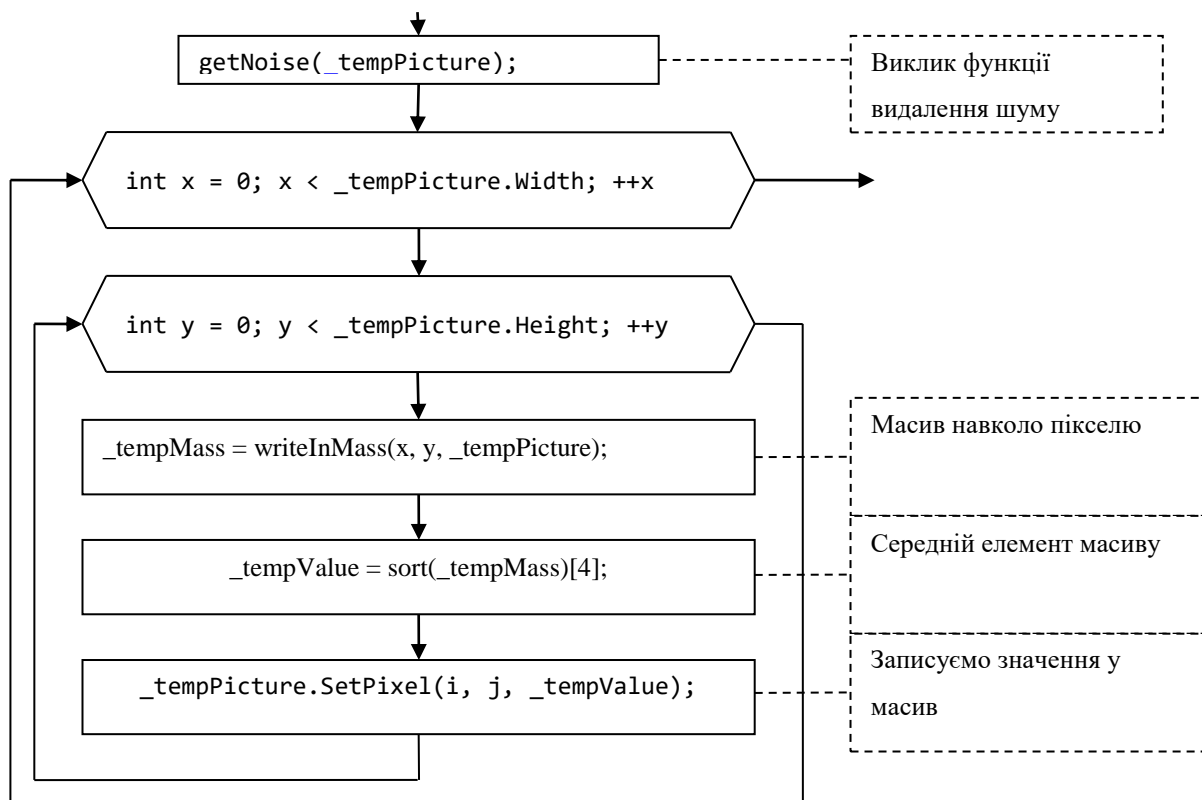 getNoise(_tempPicture);
Виклик функції
видалення шуму
int x = 0; x < _tempPicture.Width; ++x
int y = 0; y < _tempPicture.Height; ++y
_tempMass = writeInMass(x, y, _tempPicture);
Масив навколо пікселю
_tempValue = sort(_tempMass)[4];
Середній елемент масиву
_tempPicture.SetPixel(i, j, _tempValue);
Записуємо значення у
масив